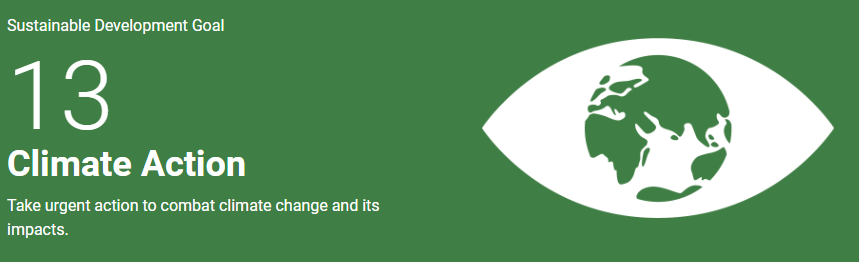 Sustainable Development Goal
13
Climate Action
Take urgent action to combat climate change and its
impacts.